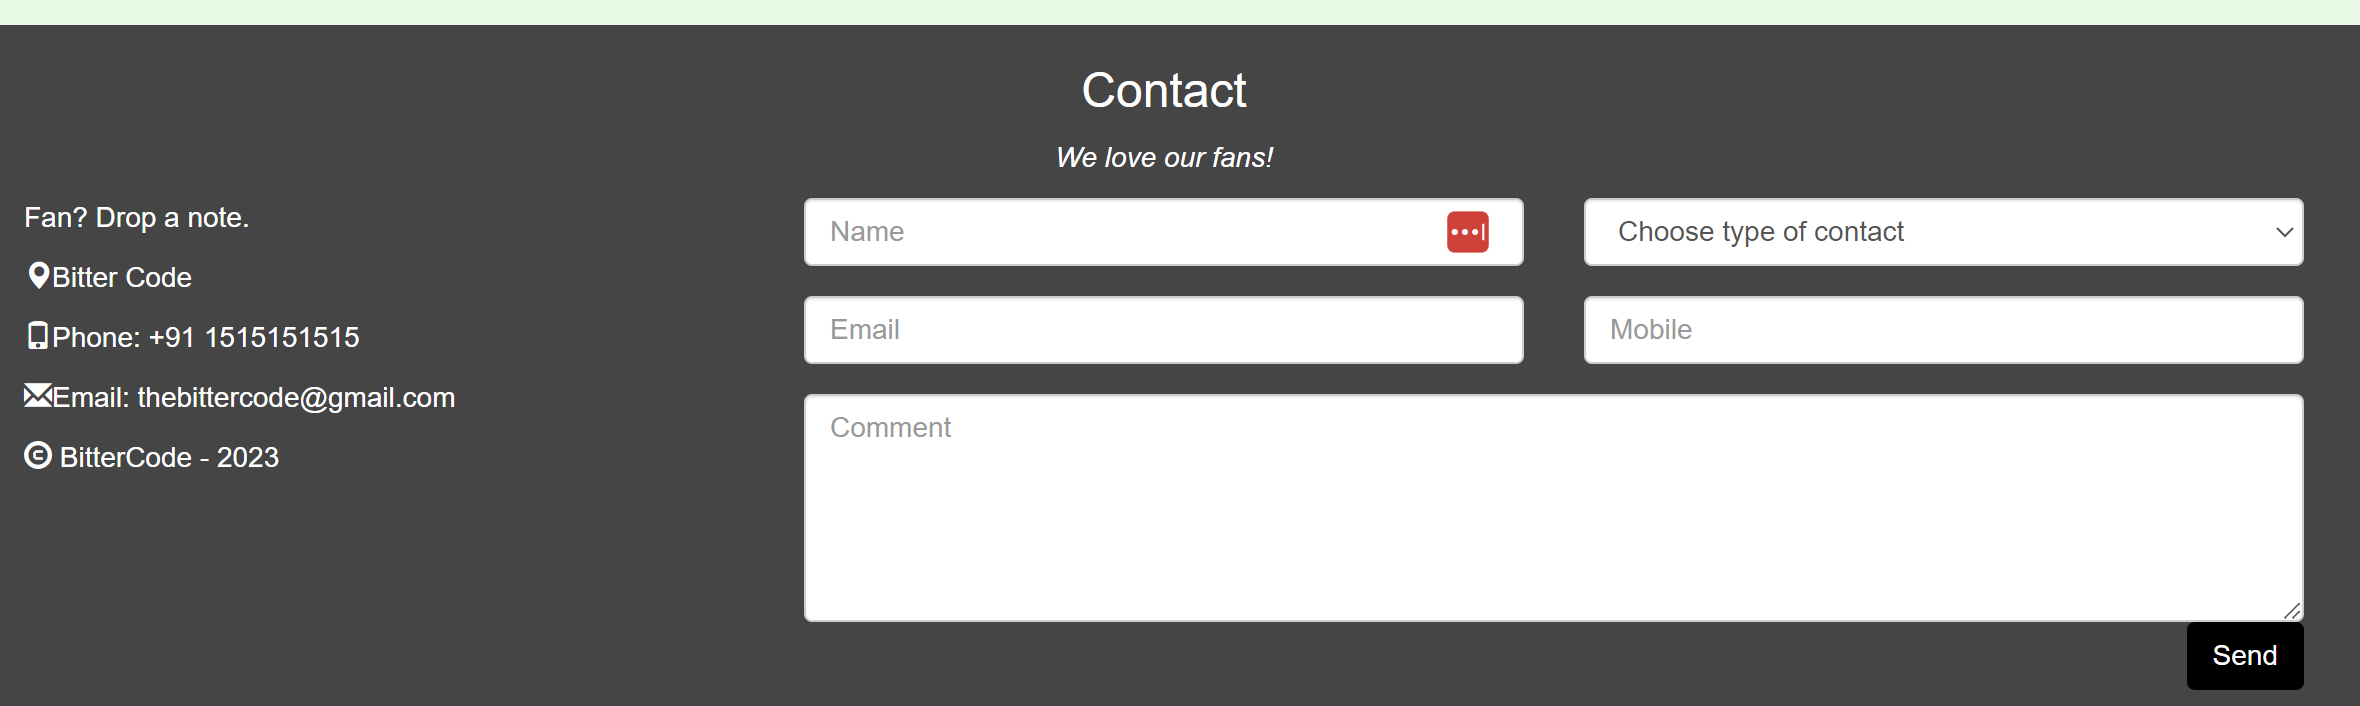 Contact
We love our fans!
Fan? Drop a note.
Bitter Code
Phone: +91 1515151515
Email: thebittercode@gmail.com
© BitterCode - 2023
Name
Choose type of contact
Email
Mobile
Comment
Send